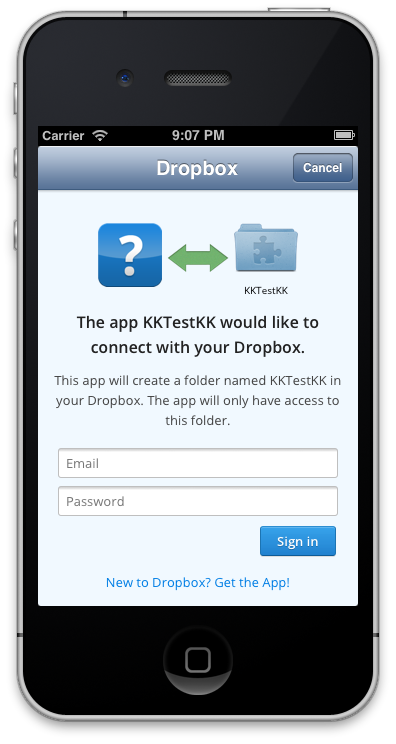 Carrier 9:07 PM
Dropbox Cancel
?
KKTestKK
The app KKTestKK would like to
connect with your Dropbox.
This app will create a folder named KKTestKK in
your Dropbox. The app will only have access to
this folder.
Email
Password
Sign in
New to Dropbox? Get the App!